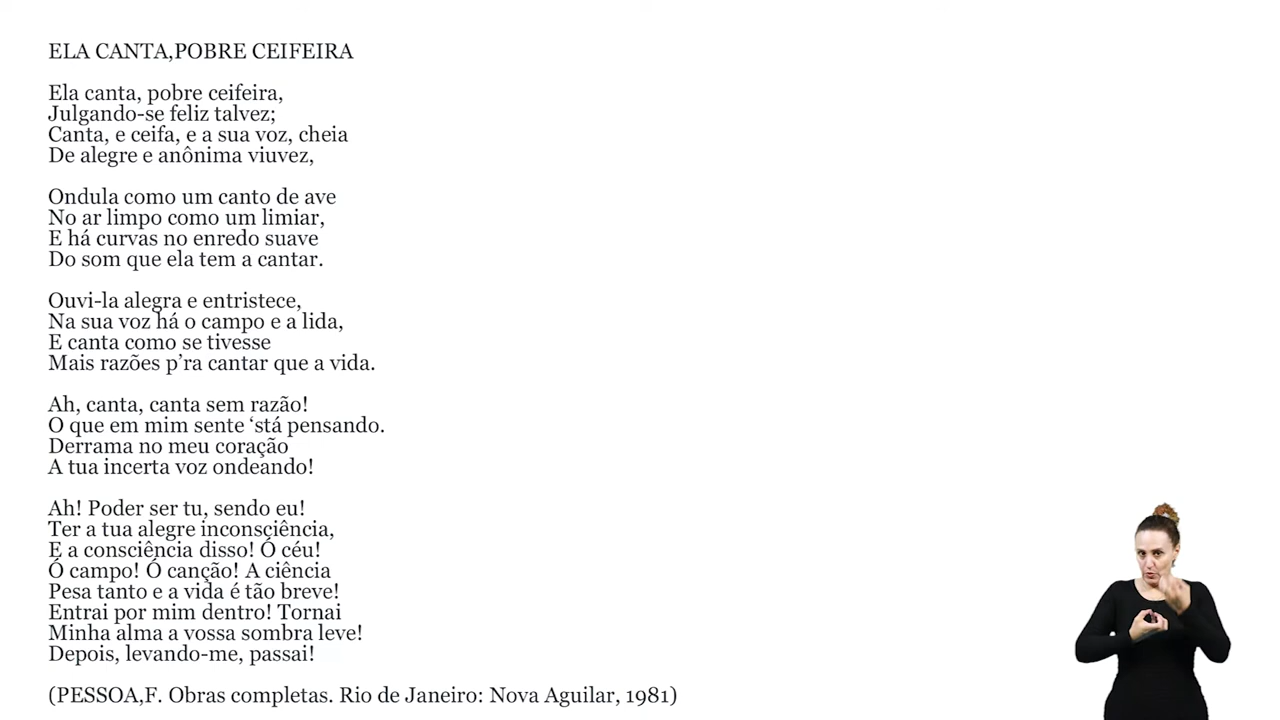 ELA CANTA,POBRE CEIFEIRA
Ela canta, pobre ceifeira,
Julgando-se feliz talvez;
Canta, e ceifa, e a sua voz, cheia
De alegre e anônima viuvez,
Ondula como um canto de ave
No ar limpo como um limiar,
E há curvas no enredo suave
Do som que ela tem a cantar.
Ouvi-la alegra e entristece,
Na sua voz há o campo e a lida,
E canta como se tivesse
Mais razões p’ra cantar que a vida.
Ah, canta, canta sem razão!
O que em mim sente ‘stá pensando.
Derrama no meu coração
A tua incerta voz ondeando!
Ah! Poder ser tu, sendo eu!
Ter a tua alegre inconsciência,
E a consciência disso! Ó céu!
Ó campo! Ó canção! A ciência
Pesa tanto e a vida é tão breve!
Entrai por mim dentro! Tornai
Minha alma a vossa sombra leve!
Depois, levando-me, passai!
(PESSOA,F. Obras completas. Rio de Janeiro: Nova Aguilar, 1981)